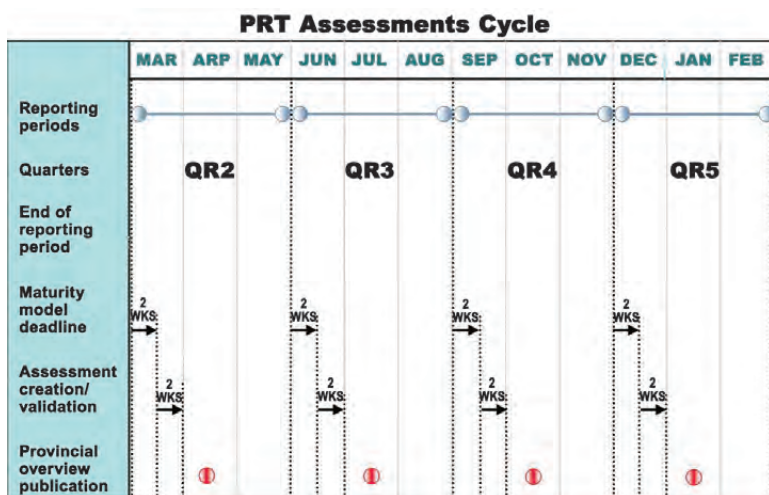 PRT Assessments Cycle
MAR ARP MAY JUN JUL AUG SEP OCT NOV DEC JAN FEB
Reporting
periods
Quarters QR2 QR3 QR4 QR5
End of
reporting
period
Maturity
model
deadline
2 2 2 2
WKS WKS WKS WKS
Assessment
creation/
validation
2 2 2 2
WKS WKS WKS WKS
Provincial
overview
publication